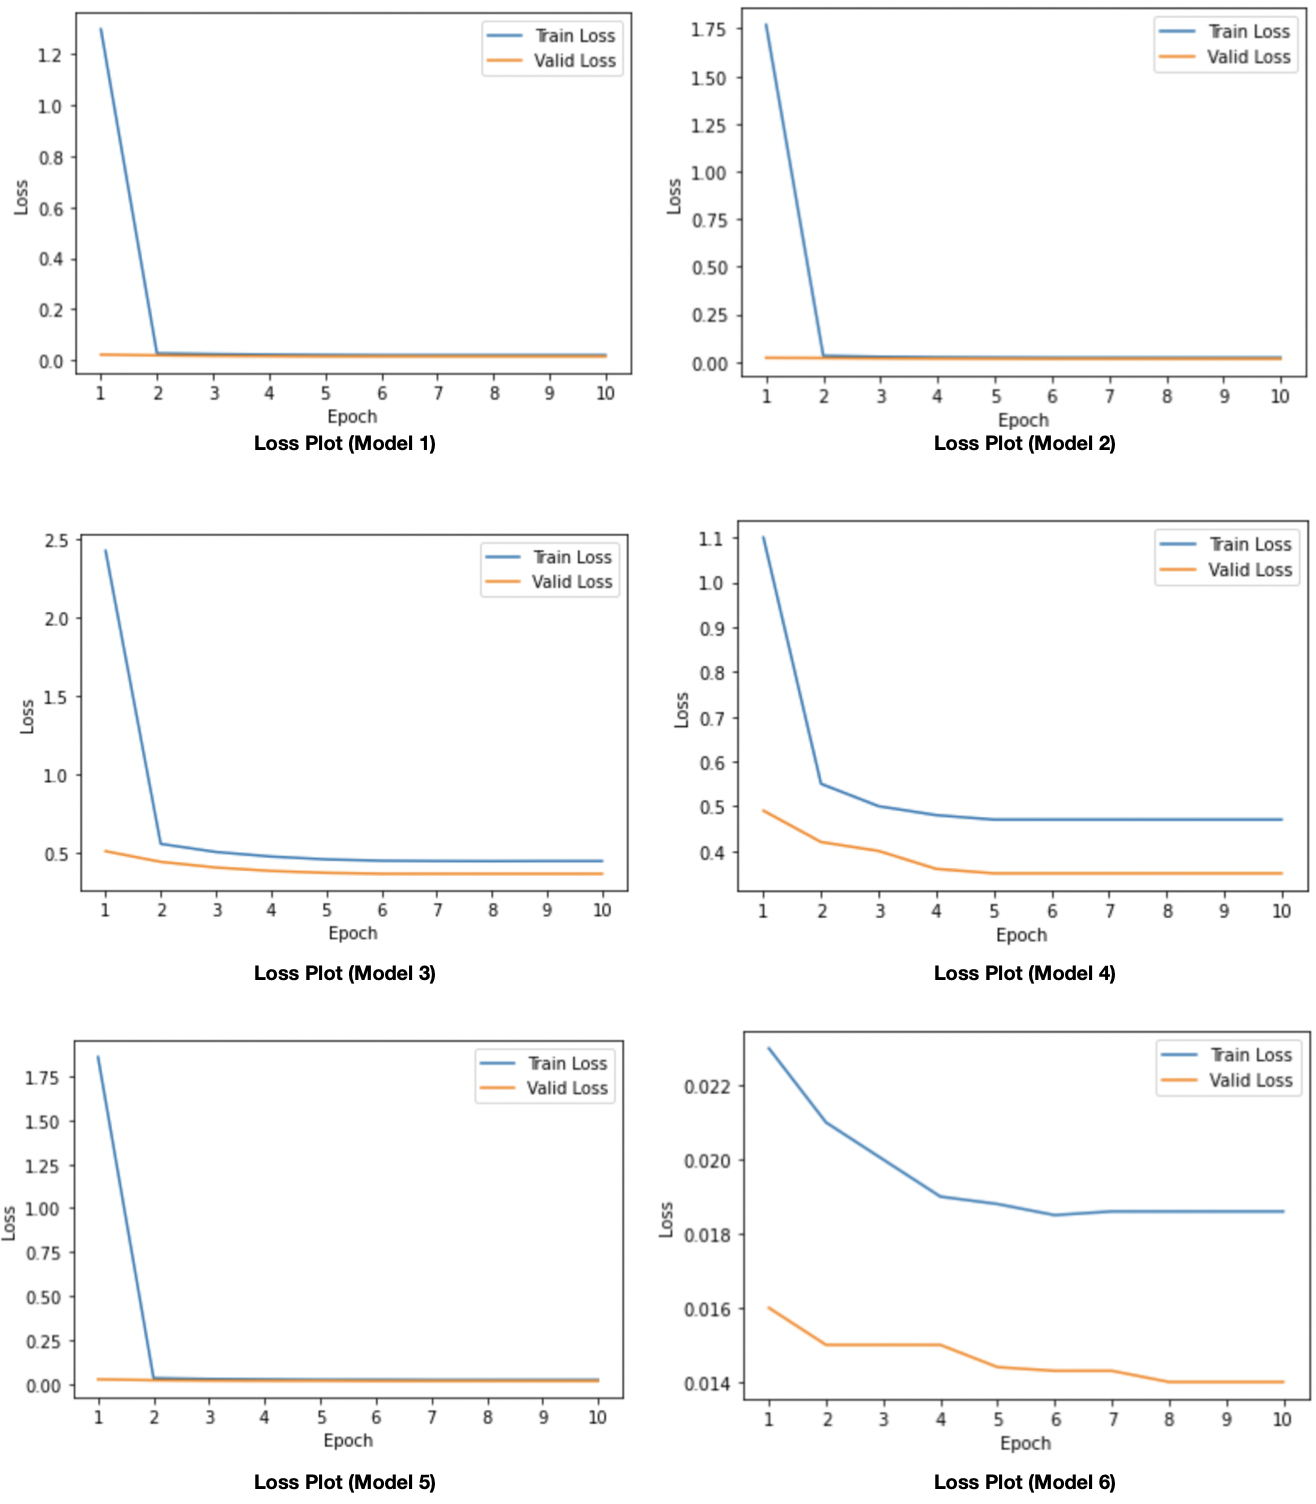 Train Loss
Valid Loss
1.2
1.0
0.8
0.6
0.4
0.2
0.0
Loss
1 2 3 4 5 6 7 8 9 10
Epoch
Loss Plot (Model 1)
Train Loss
Valid Loss
1.75
1.50
1.25
1.00
0.75
0.50
0.25
0.00
Loss
1 2 3 4 5 6 7 8 9 10
Epoch
Loss Plot (Model 2)
Train Loss
Valid Loss
2.5
2.0
1.5
1.0
0.5
Loss
1 2 3 4 5 6 7 8 9 10
Epoch
Loss Plot (Model 3)
Train Loss
Valid Loss
1.1
1.0
0.9
0.8
0.7
0.6
0.5
0.4
Loss
1 2 3 4 5 6 7 8 9 10
Epoch
Loss Plot (Model 4)
Train Loss
Valid Loss
1.75
1.50
1.25
1.00
0.75
0.50
0.25
0.00
Loss
1 2 3 4 5 6 7 8 9 10
Epoch
Loss Plot (Model 5)
Train Loss
Valid Loss
0.022
0.020
0.018
0.016
0.014
Loss
1 2 3 4 5 6 7 8 9 10
Epoch
Loss Plot (Model 6)